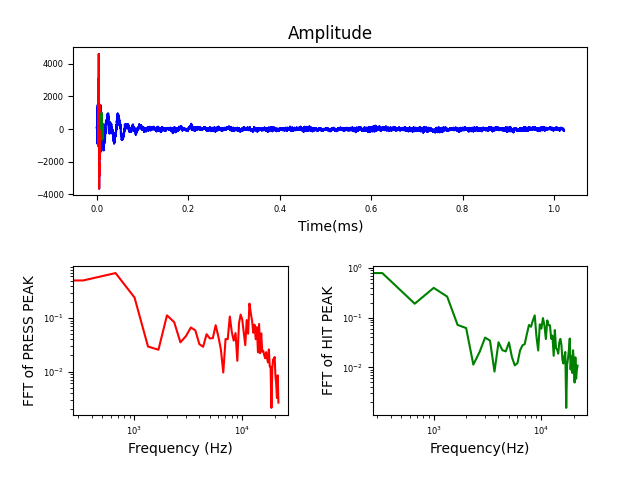 Amplitude
4000
2000
0
−2000
−4000
0.0 0.2 0.4 0.6 0.8 1.0
Time(ms)
FFT of PRESS PEAK
10⁻¹
10⁻²
10³ 10⁴
Frequency (Hz)
FFT of HIT PEAK
10⁰
10⁻¹
10⁻²
10³ 10⁴
Frequency(Hz)